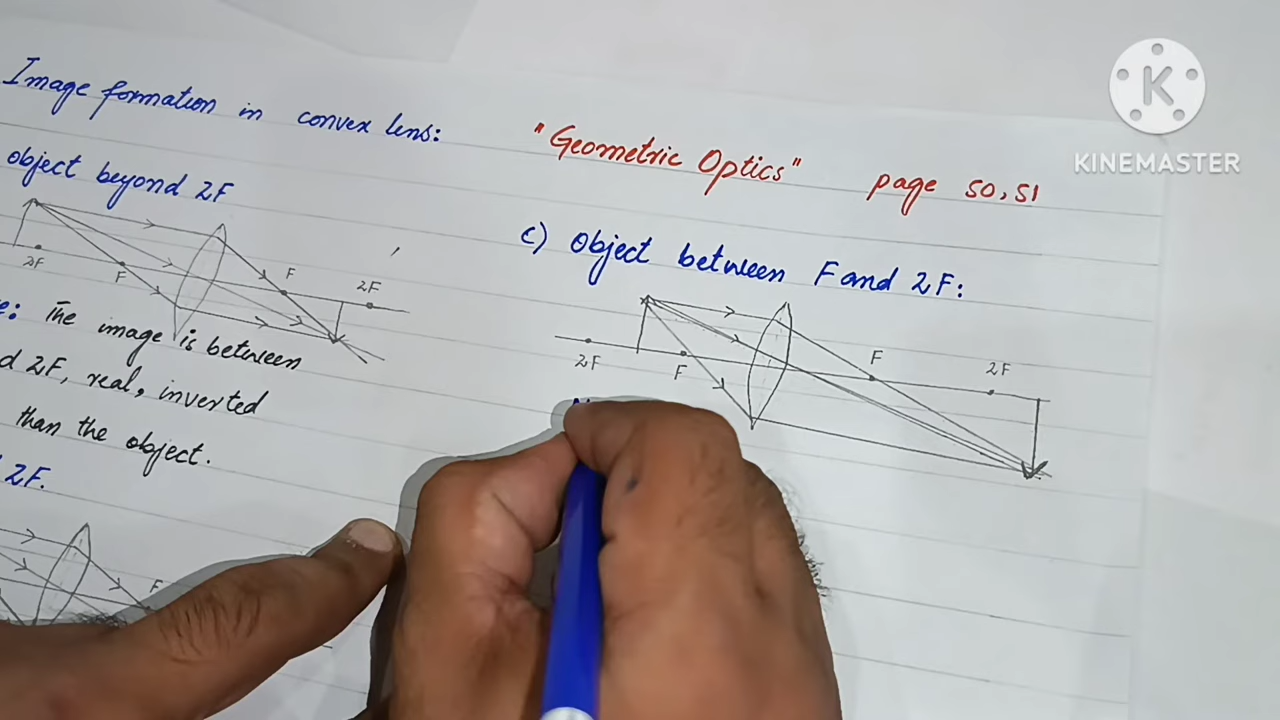 Image formation in convex lens:
object beyond 2F
2F
F
F
2F
The image is between
2F, real, inverted
than the object.
2F.
F
"Geometric Optics" page 50,51
c) Object between F and 2F:
2F
F
F
2F
KINEMASTER